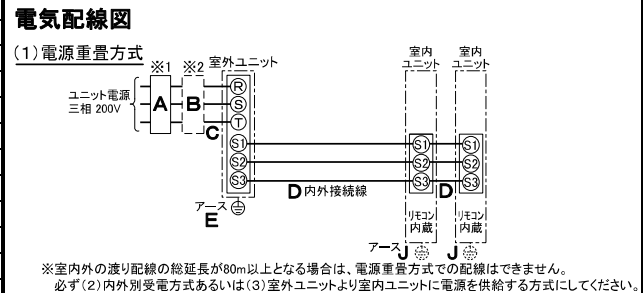 電気配線図
(1)電源重畳方式
※1 ※2 室外ユニット
室内ユニット
室内ユニット
ユニット電源
三相 200V
A
B
C
R
S
T
S1
S2
S3
S1
S2
S3
S1
S2
S3
D 内外接続線
D
アース
E
リモコン内蔵
リモコン内蔵
アース J
J
※室内外の渡り配線の総延長が80m以上となる場合は、電源重畳方式での配線はできません。
必ず(2)内外別受電方式あるいは(3)室外ユニットより室内ユニットに電源を供給する方式にしてください。